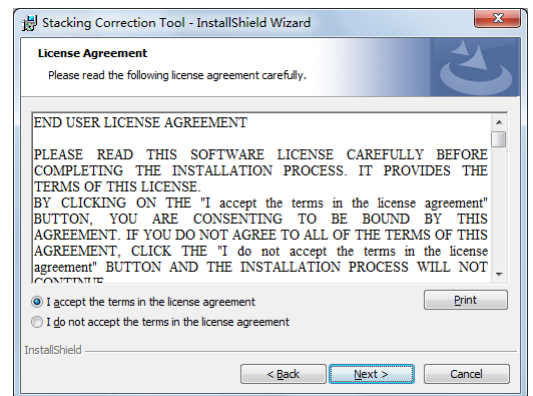 Stacking Correction Tool - InstallShield Wizard
License Agreement
Please read the following license agreement carefully.
END USER LICENSE AGREEMENT
PLEASE READ THIS SOFTWARE LICENSE CAREFULLY BEFORE
COMPLETING THE INSTALLATION PROCESS. IT PROVIDES THE
TERMS OF THIS LICENSE.
BY CLICKING ON THE "I accept the terms in the license agreement"
BUTTON, YOU ARE CONSENTING TO BE BOUND BY THIS
AGREEMENT. IF YOU DO NOT AGREE TO ALL OF THE TERMS OF THIS
AGREEMENT, CLICK THE "I do not accept the terms in the license
agreement" BUTTON AND THE INSTALLATION PROCESS WILL NOT
CONTINUE
I accept the terms in the license agreement
Print
I do not accept the terms in the license agreement
InstallShield
< Back Next > Cancel